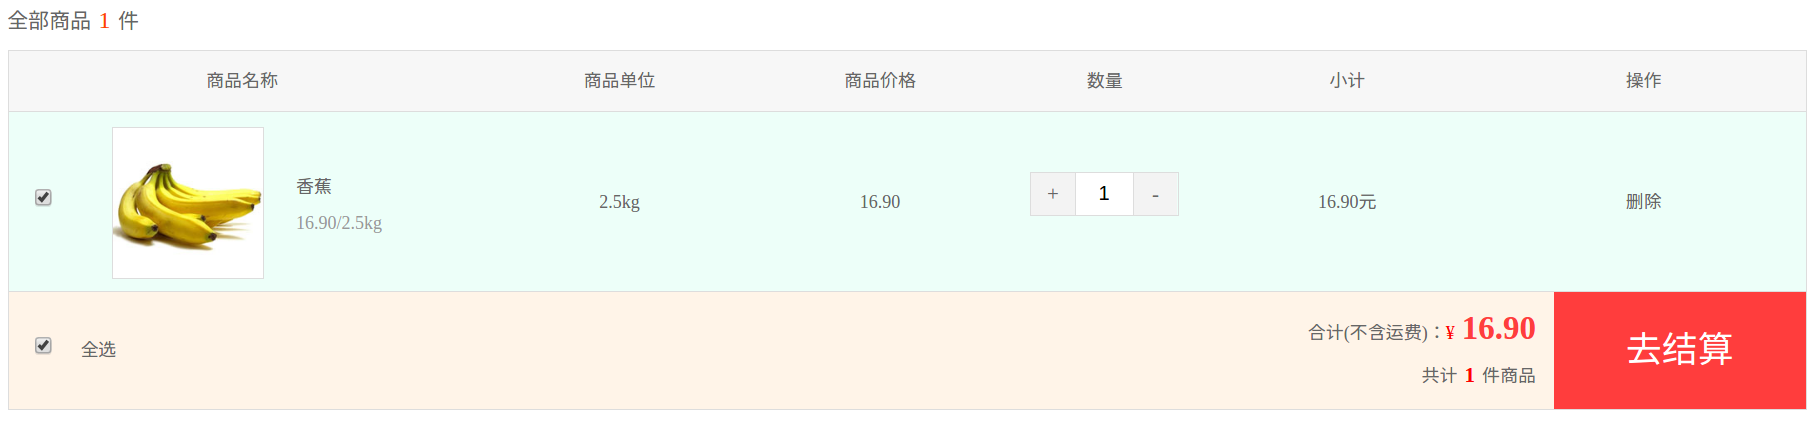 全部商品 1 件
商品名称 商品单位 商品价格 数量 小计 操作
香蕉
16.90/2.5kg
2.5kg 16.90 + 1 - 16.90元 删除
全选
合计(不含运费)：¥ 16.90
共计 1 件商品
去结算